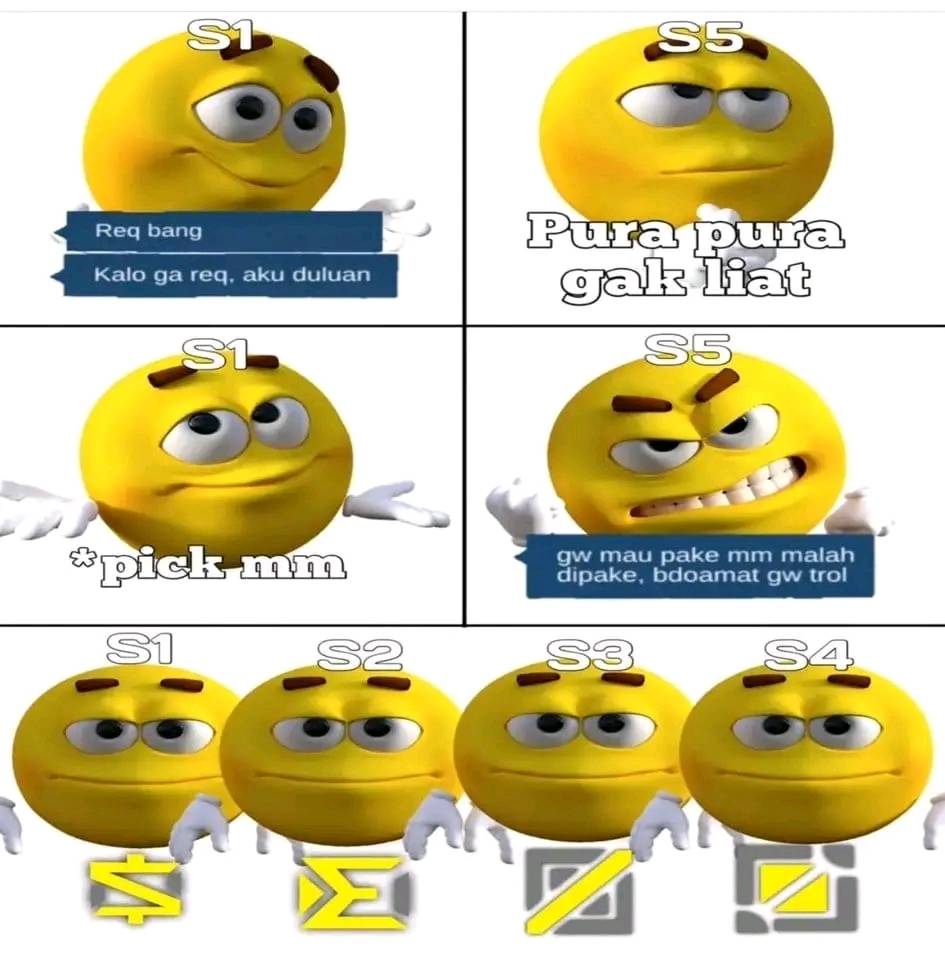 S1
Req bang
Kalo ga req, aku duluan
S5
Pura pura
gak liat
S1
*pick mm
S5
gw mau pake mm malah
dipake, bdoamat gw trol
S1
S2
S3
S4